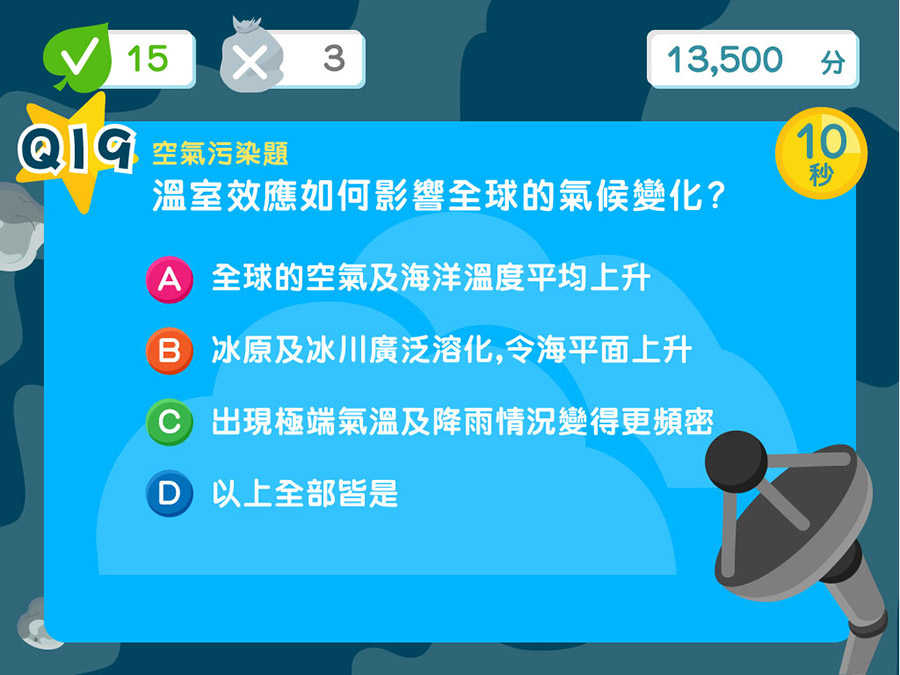 15
3
13,500 分
Q19
空氣污染題
10
秒
溫室效應如何影響全球的氣候變化?
A 全球的空氣及海洋溫度平均上升
B 冰原及冰川廣泛溶化,令海平面上升
C 出現極端氣溫及降雨情況變得更頻密
D 以上全部皆是